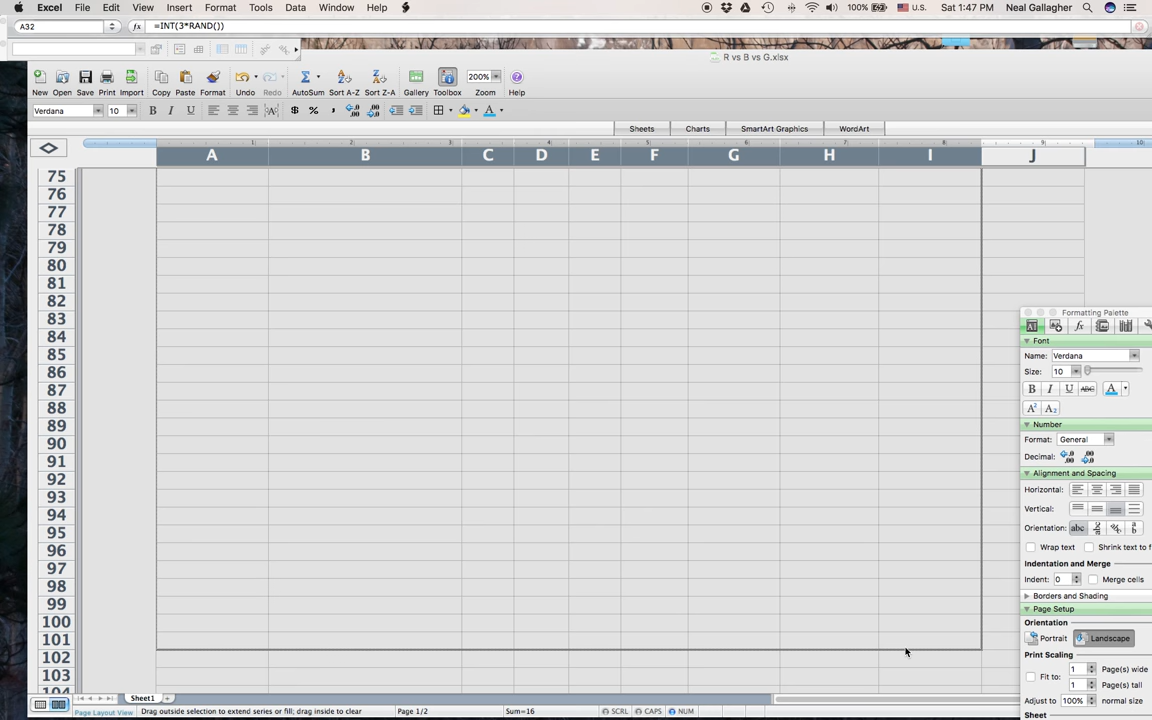 Excel File Edit View Insert Format Tools Data Window Help 100% U.S. Sat 1:47 PM Neal Gallagher
A32 fx =INT(3*RAND())
R vs B vs G.xlsx
200%
New Open Save Print Import Copy Paste Format Undo Redo AutoSum Sort A-Z Sort Z-A Gallery Toolbox Zoom Help
Verdana 10 B I U ABC $ % ,
Sheets Charts SmartArt Graphics WordArt
A B C D E F G H I J
75
76
77
78
79
80
81
82
83
84
85
86
87
88
89
90
91
92
93
94
95
96
97
98
99
100
101
102
103
104
Formatting Palette
Font
Name: Verdana
Size: 10
B I U ABC A
A² A₂
Number
Format: General
Decimal:
Alignment and Spacing
Horizontal:
Vertical:
Orientation: abc
Wrap text Shrink text to f
Indentation and Merge
Indent: 0 Merge cells
Borders and Shading
Page Setup
Orientation
Portrait Landscape
Print Scaling
Fit to: 1 Page(s) wide
1 Page(s) tall
Adjust to 100% normal size
Sheet
Sheet1
Page Layout View Drag outside selection to extend series or fill; drag inside to clear Page 1/2 Sum=16 SCRL CAPS NUM